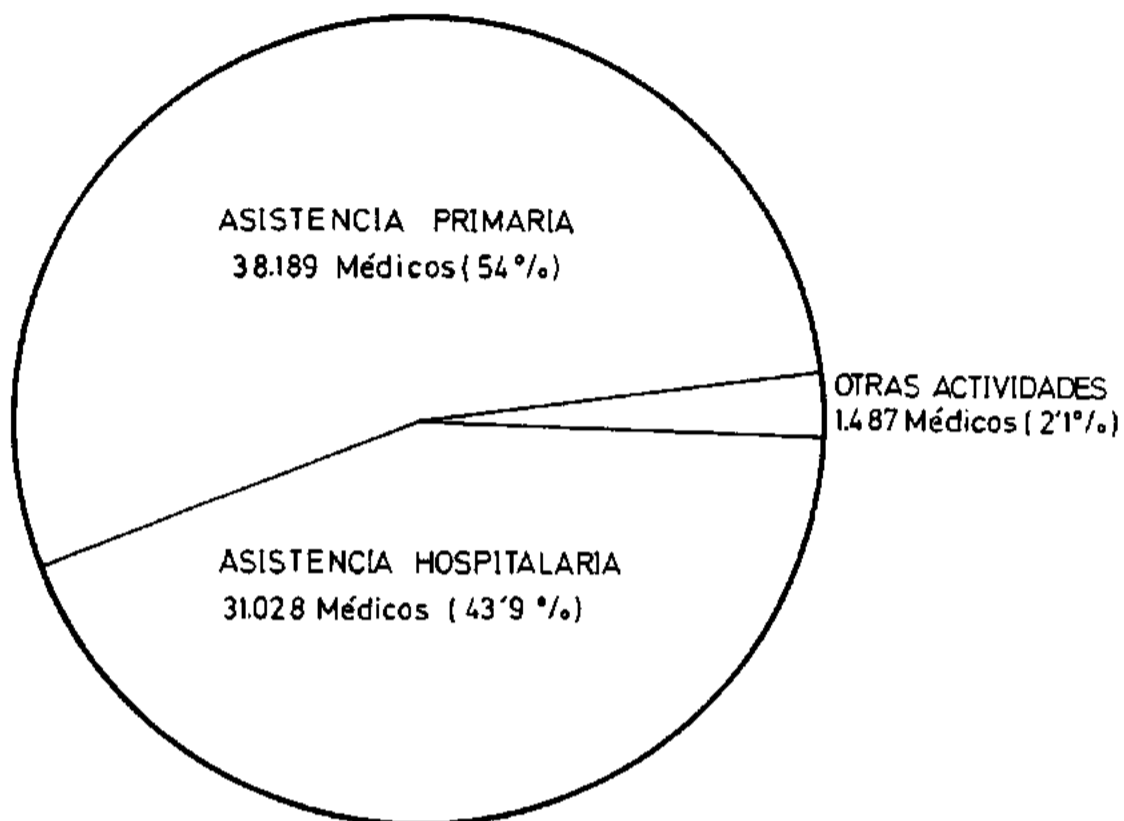 ASISTENCIA PRIMARIA
38.189 Médicos (54%)
OTRAS ACTIVIDADES
1.487 Médicos (2'1%)
ASISTENCIA HOSPITALARIA
31.028 Médicos (43'9 %)